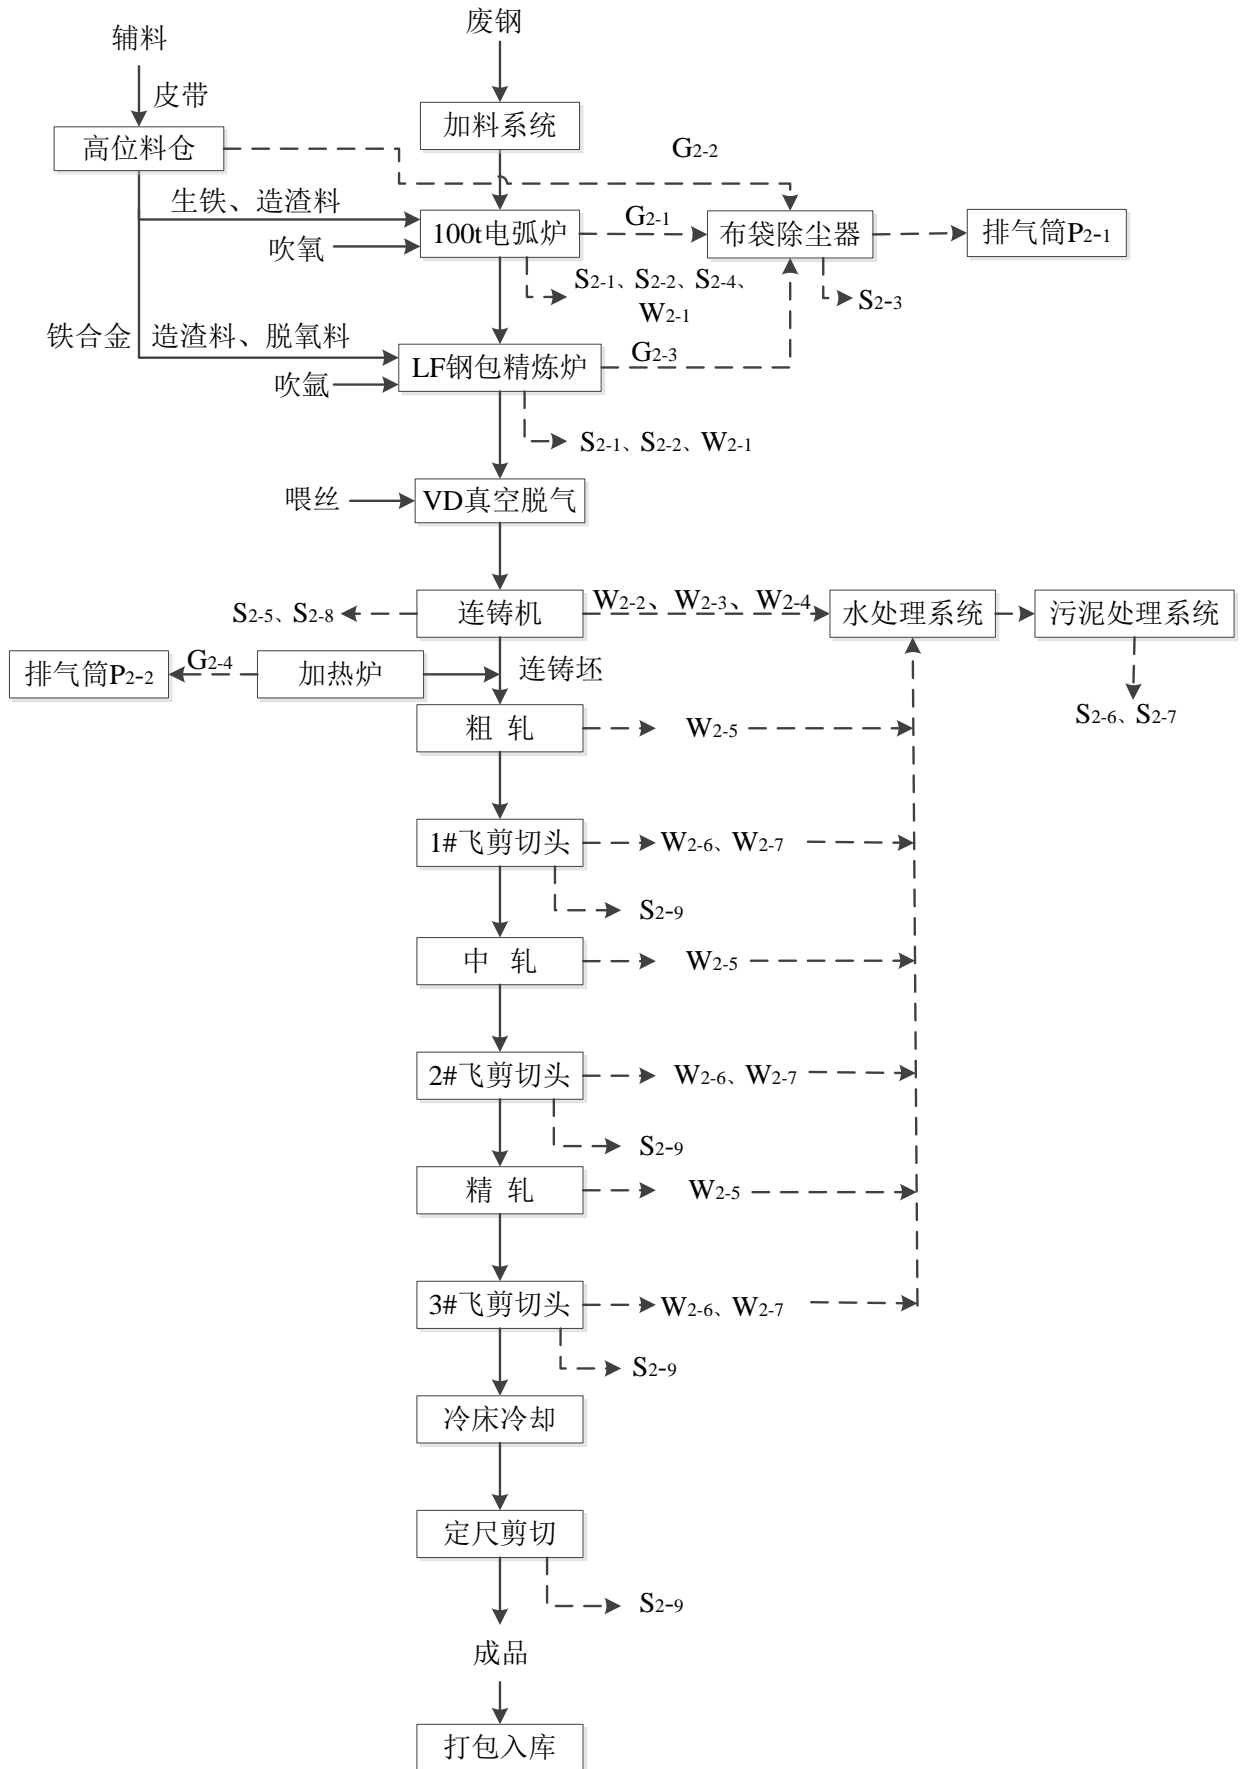 废钢
辅料
皮带
加料系统
高位料仓
G2-2
生铁、造渣料
100t电弧炉
G2-1
布袋除尘器
排气筒P2-1
吹氧
S2-1、S2-2、S2-4、
W2-1
S2-3
铁合金
造渣料、脱氧料
LF钢包精炼炉
G2-3
吹氩
S2-1、S2-2、W2-1
喂丝
VD真空脱气
S2-5、S2-8
连铸机
W2-2、W2-3、W2-4
水处理系统
污泥处理系统
排气筒P2-2
G2-4
加热炉
连铸坯
S2-6、S2-7
粗 轧
W2-5
1#飞剪切头
W2-6、W2-7
S2-9
中 轧
W2-5
2#飞剪切头
W2-6、W2-7
S2-9
精 轧
W2-5
3#飞剪切头
W2-6、W2-7
S2-9
冷床冷却
定尺剪切
S2-9
成品
打包入库